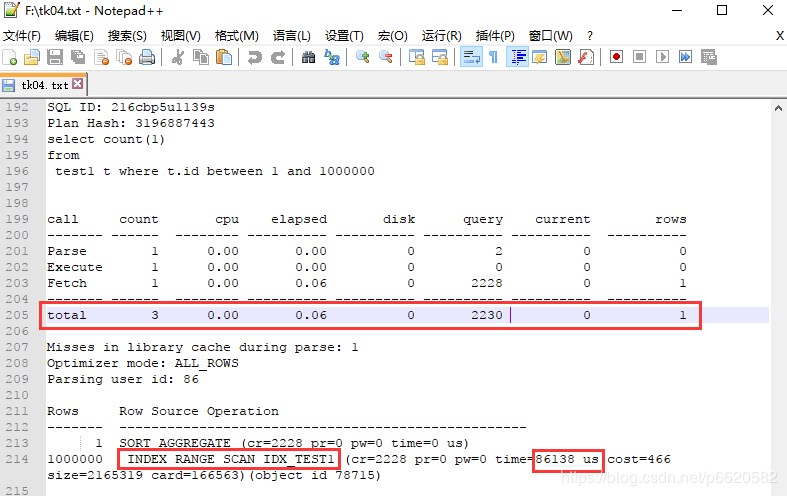 F:\tk04.txt - Notepad++
文件(F) 编辑(E) 搜索(S) 视图(V) 格式(M) 语言(L) 设置(T) 宏(O) 运行(R) 插件(P) 窗口(W) ? X
tk04.txt
192 SQL ID: 216cbp5u1139s
193 Plan Hash: 3196887443
194 select count(1)
195 from
196 test1 t where t.id between 1 and 1000000
197
198
199 call count cpu elapsed disk query current rows
200 ------- ------ -------- ---------- ---------- ---------- ---------- ----------
201 Parse 1 0.00 0.00 0 2 0 0
202 Execute 1 0.00 0.00 0 0 0 0
203 Fetch 1 0.00 0.06 0 2228 0 1
204 ------- ------ -------- ---------- ---------- ---------- ---------- ----------
205 total 3 0.00 0.06 0 2230 0 1
206
207 Misses in library cache during parse: 1
208 Optimizer mode: ALL_ROWS
209 Parsing user id: 86
210
211 Rows Row Source Operation
212 ------- ---------------------------------------------------
213 1 SORT AGGREGATE (cr=2228 pr=0 pw=0 time=0 us)
214 1000000 INDEX RANGE SCAN IDX_TEST1 (cr=2228 pr=0 pw=0 time=86138 us cost=466
size=2165319 card=166563)(object id 78715)
215
https://blog.csdn.net/p6620582